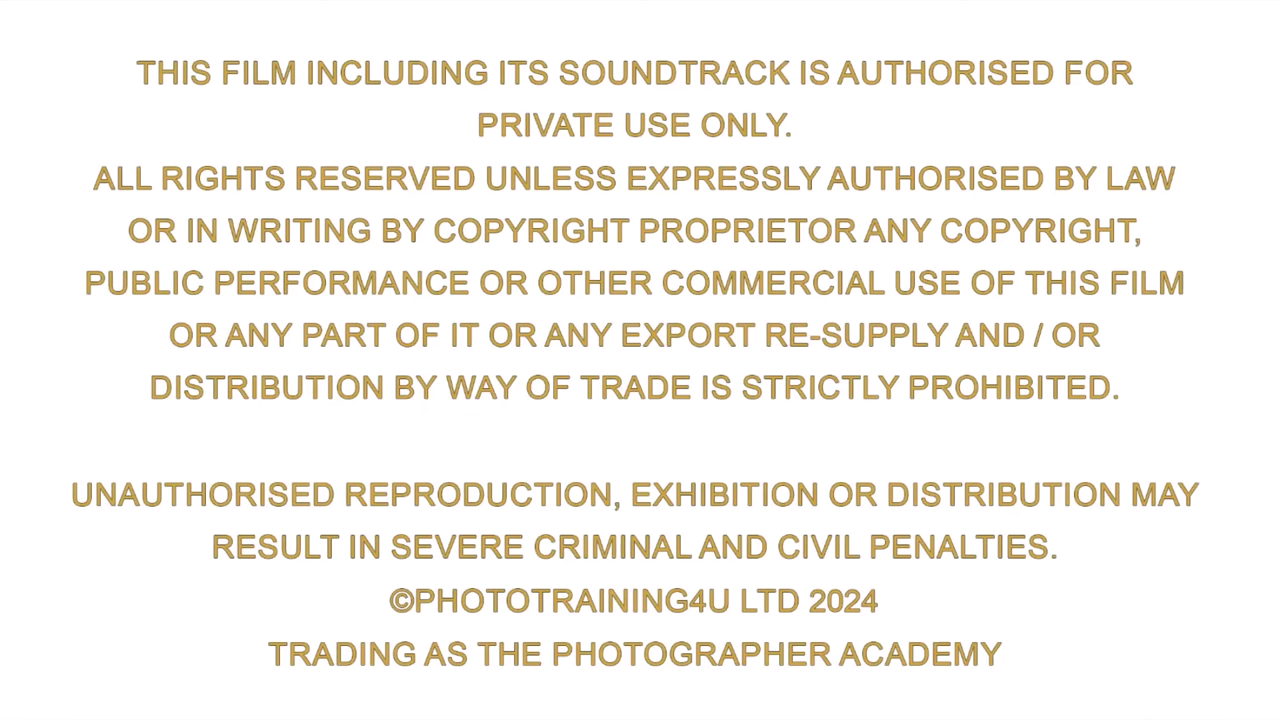 THIS FILM INCLUDING ITS SOUNDTRACK IS AUTHORISED FOR
PRIVATE USE ONLY.
ALL RIGHTS RESERVED UNLESS EXPRESSLY AUTHORISED BY LAW
OR IN WRITING BY COPYRIGHT PROPRIETOR ANY COPYRIGHT,
PUBLIC PERFORMANCE OR OTHER COMMERCIAL USE OF THIS FILM
OR ANY PART OF IT OR ANY EXPORT RE-SUPPLY AND / OR
DISTRIBUTION BY WAY OF TRADE IS STRICTLY PROHIBITED.
UNAUTHORISED REPRODUCTION, EXHIBITION OR DISTRIBUTION MAY
RESULT IN SEVERE CRIMINAL AND CIVIL PENALTIES.
©PHOTOTRAINING4U LTD 2024
TRADING AS THE PHOTOGRAPHER ACADEMY